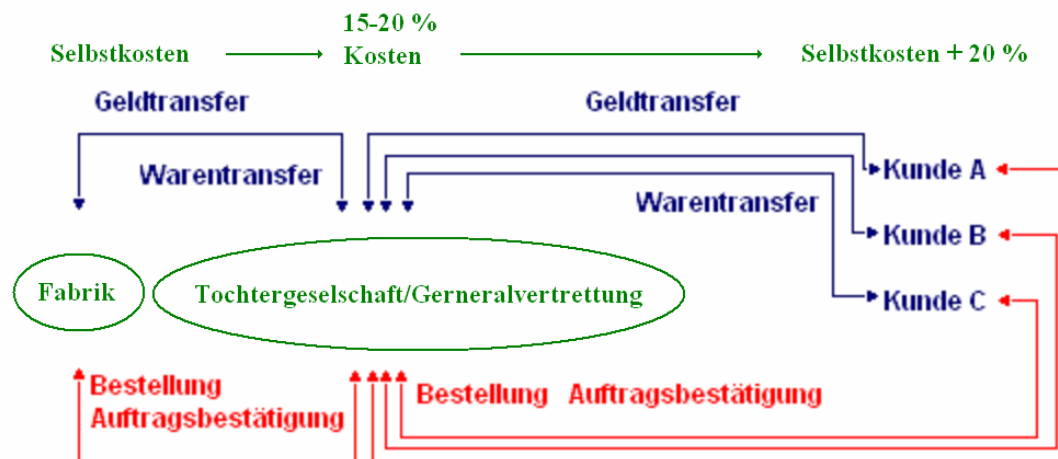 15-20 %
Selbstkosten
Kosten
Selbstkosten + 20 %
Geldtransfer
Geldtransfer
Warentransfer
Kunde A
Warentransfer
Kunde B
Fabrik
Tochtergeselschaft/Gerneralvertrettung
Kunde C
Bestellung
Auftragsbestätigung
Bestellung Auftragsbestätigung